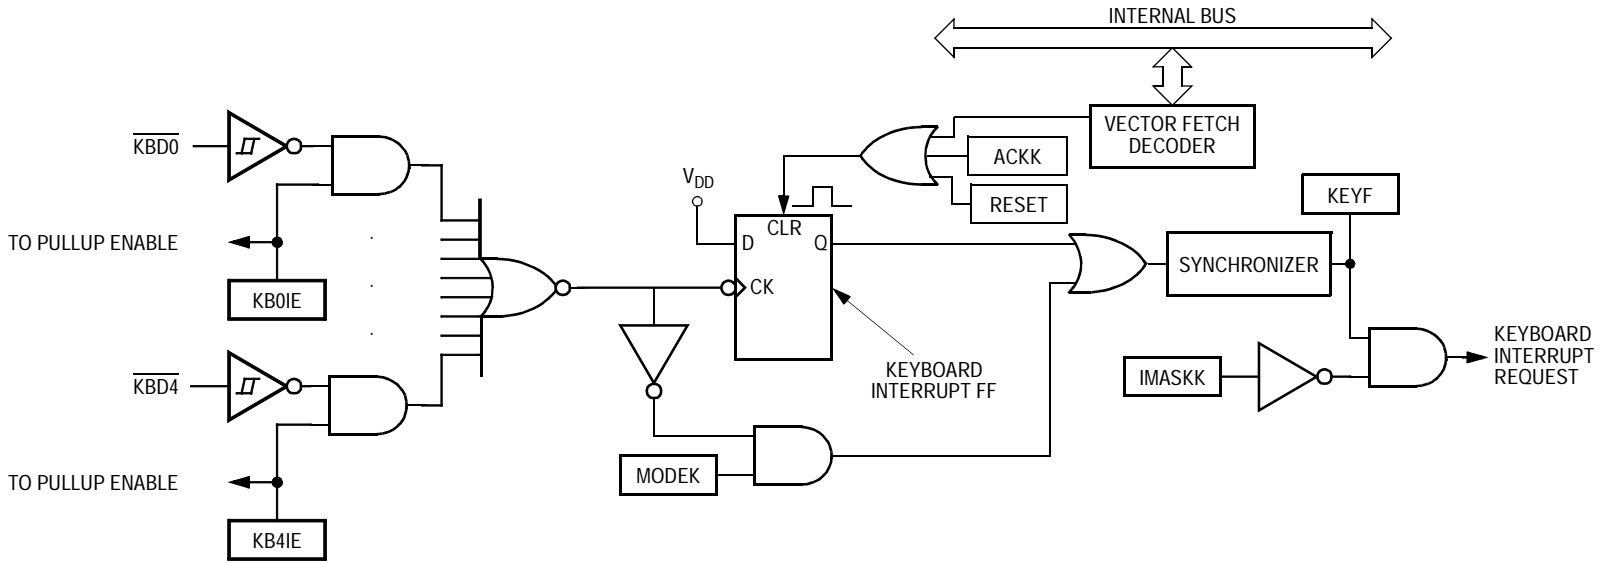 INTERNAL BUS
VECTOR FETCH
DECODER
KBD0
ACKK
VDD
KEYF
RESET
CLR
TO PULLUP ENABLE
D
Q
SYNCHRONIZER
KB0IE
CK
KEYBOARD
INTERRUPT
REQUEST
KEYBOARD
INTERRUPT FF
IMASKK
KBD4
MODEK
TO PULLUP ENABLE
KB4IE